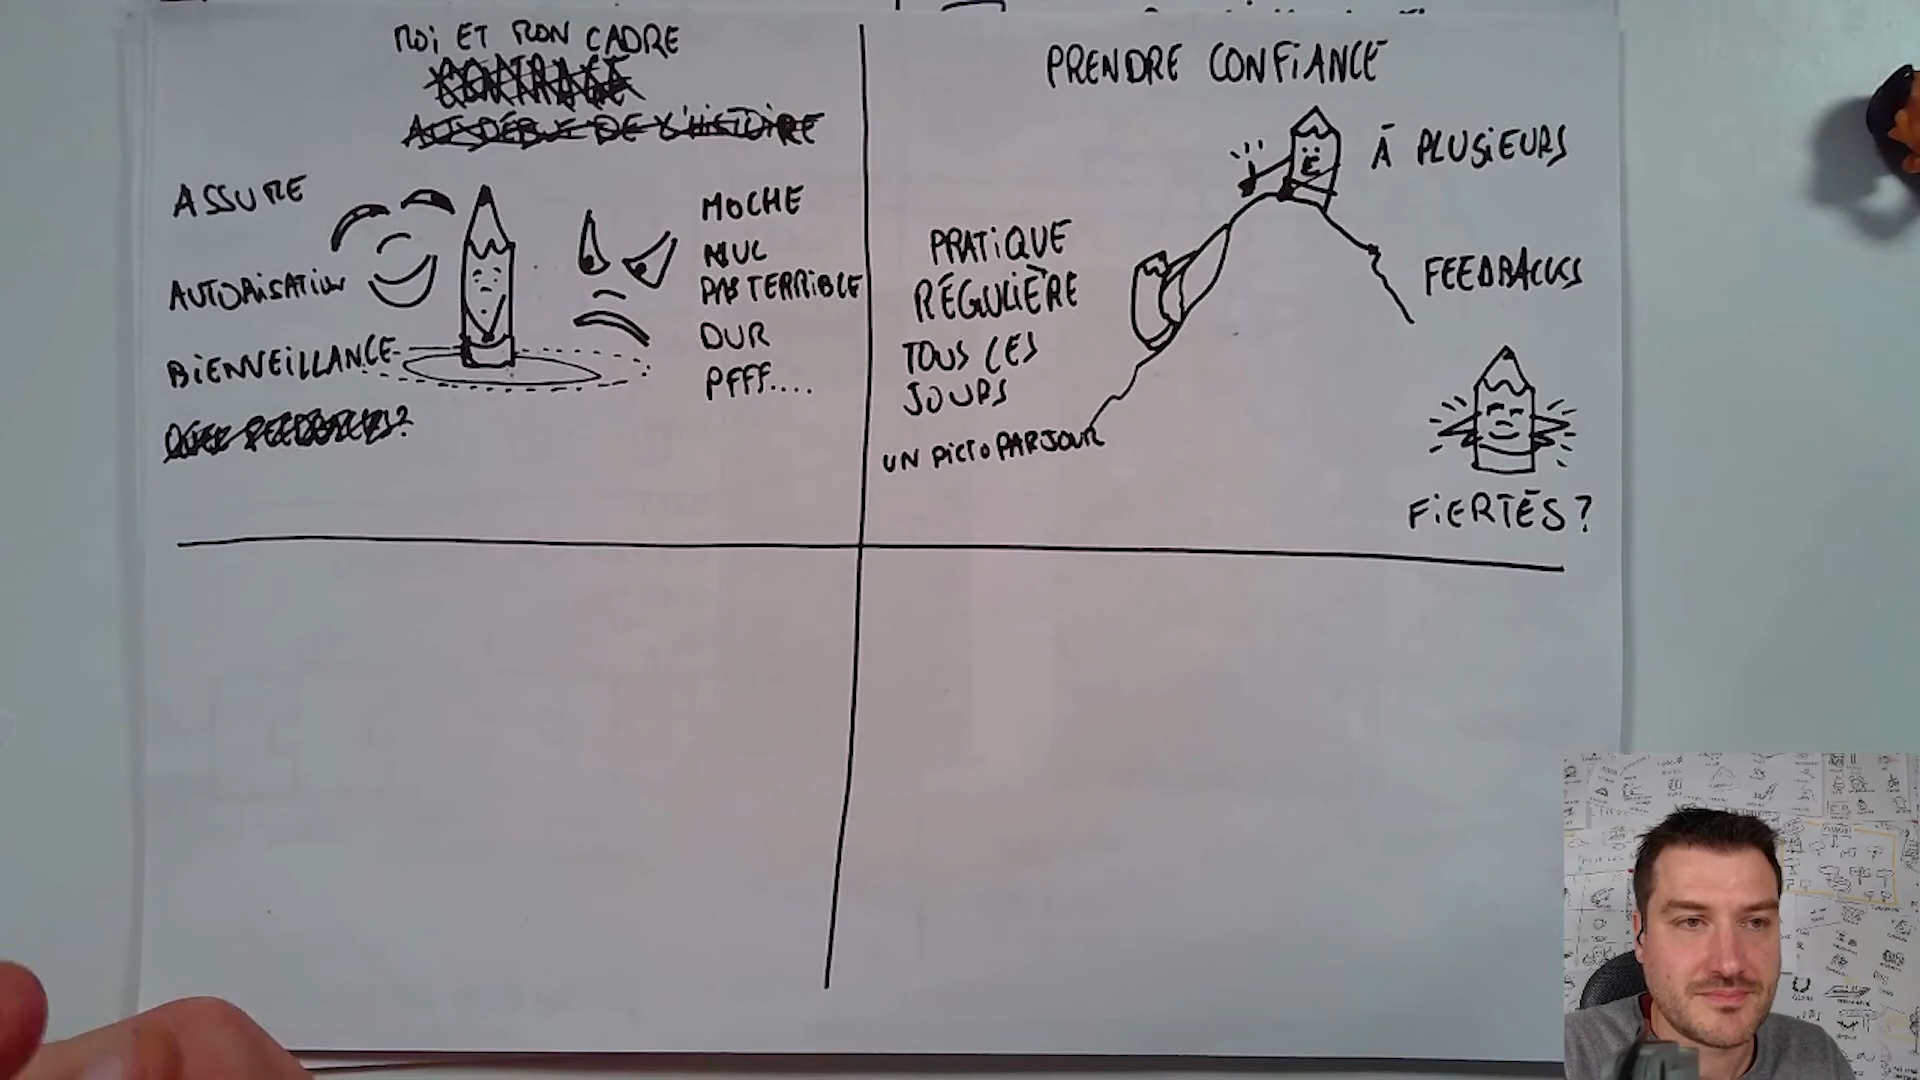 MOi ET MON CADRE
ASSUME
AUTORiSATiON
BiENVEiLLANCE
MOCHE
NUL
PAS TERRiBLE
DUR
PFFF....
PRENDRE CONFiANCE
À PLUSiEURS
PRATiQUE
RÉGULiÈRE
TOUS LES
JOURS
UN PiCTO PAR JOUR
FEEDBACKS
FiERTÉS ?